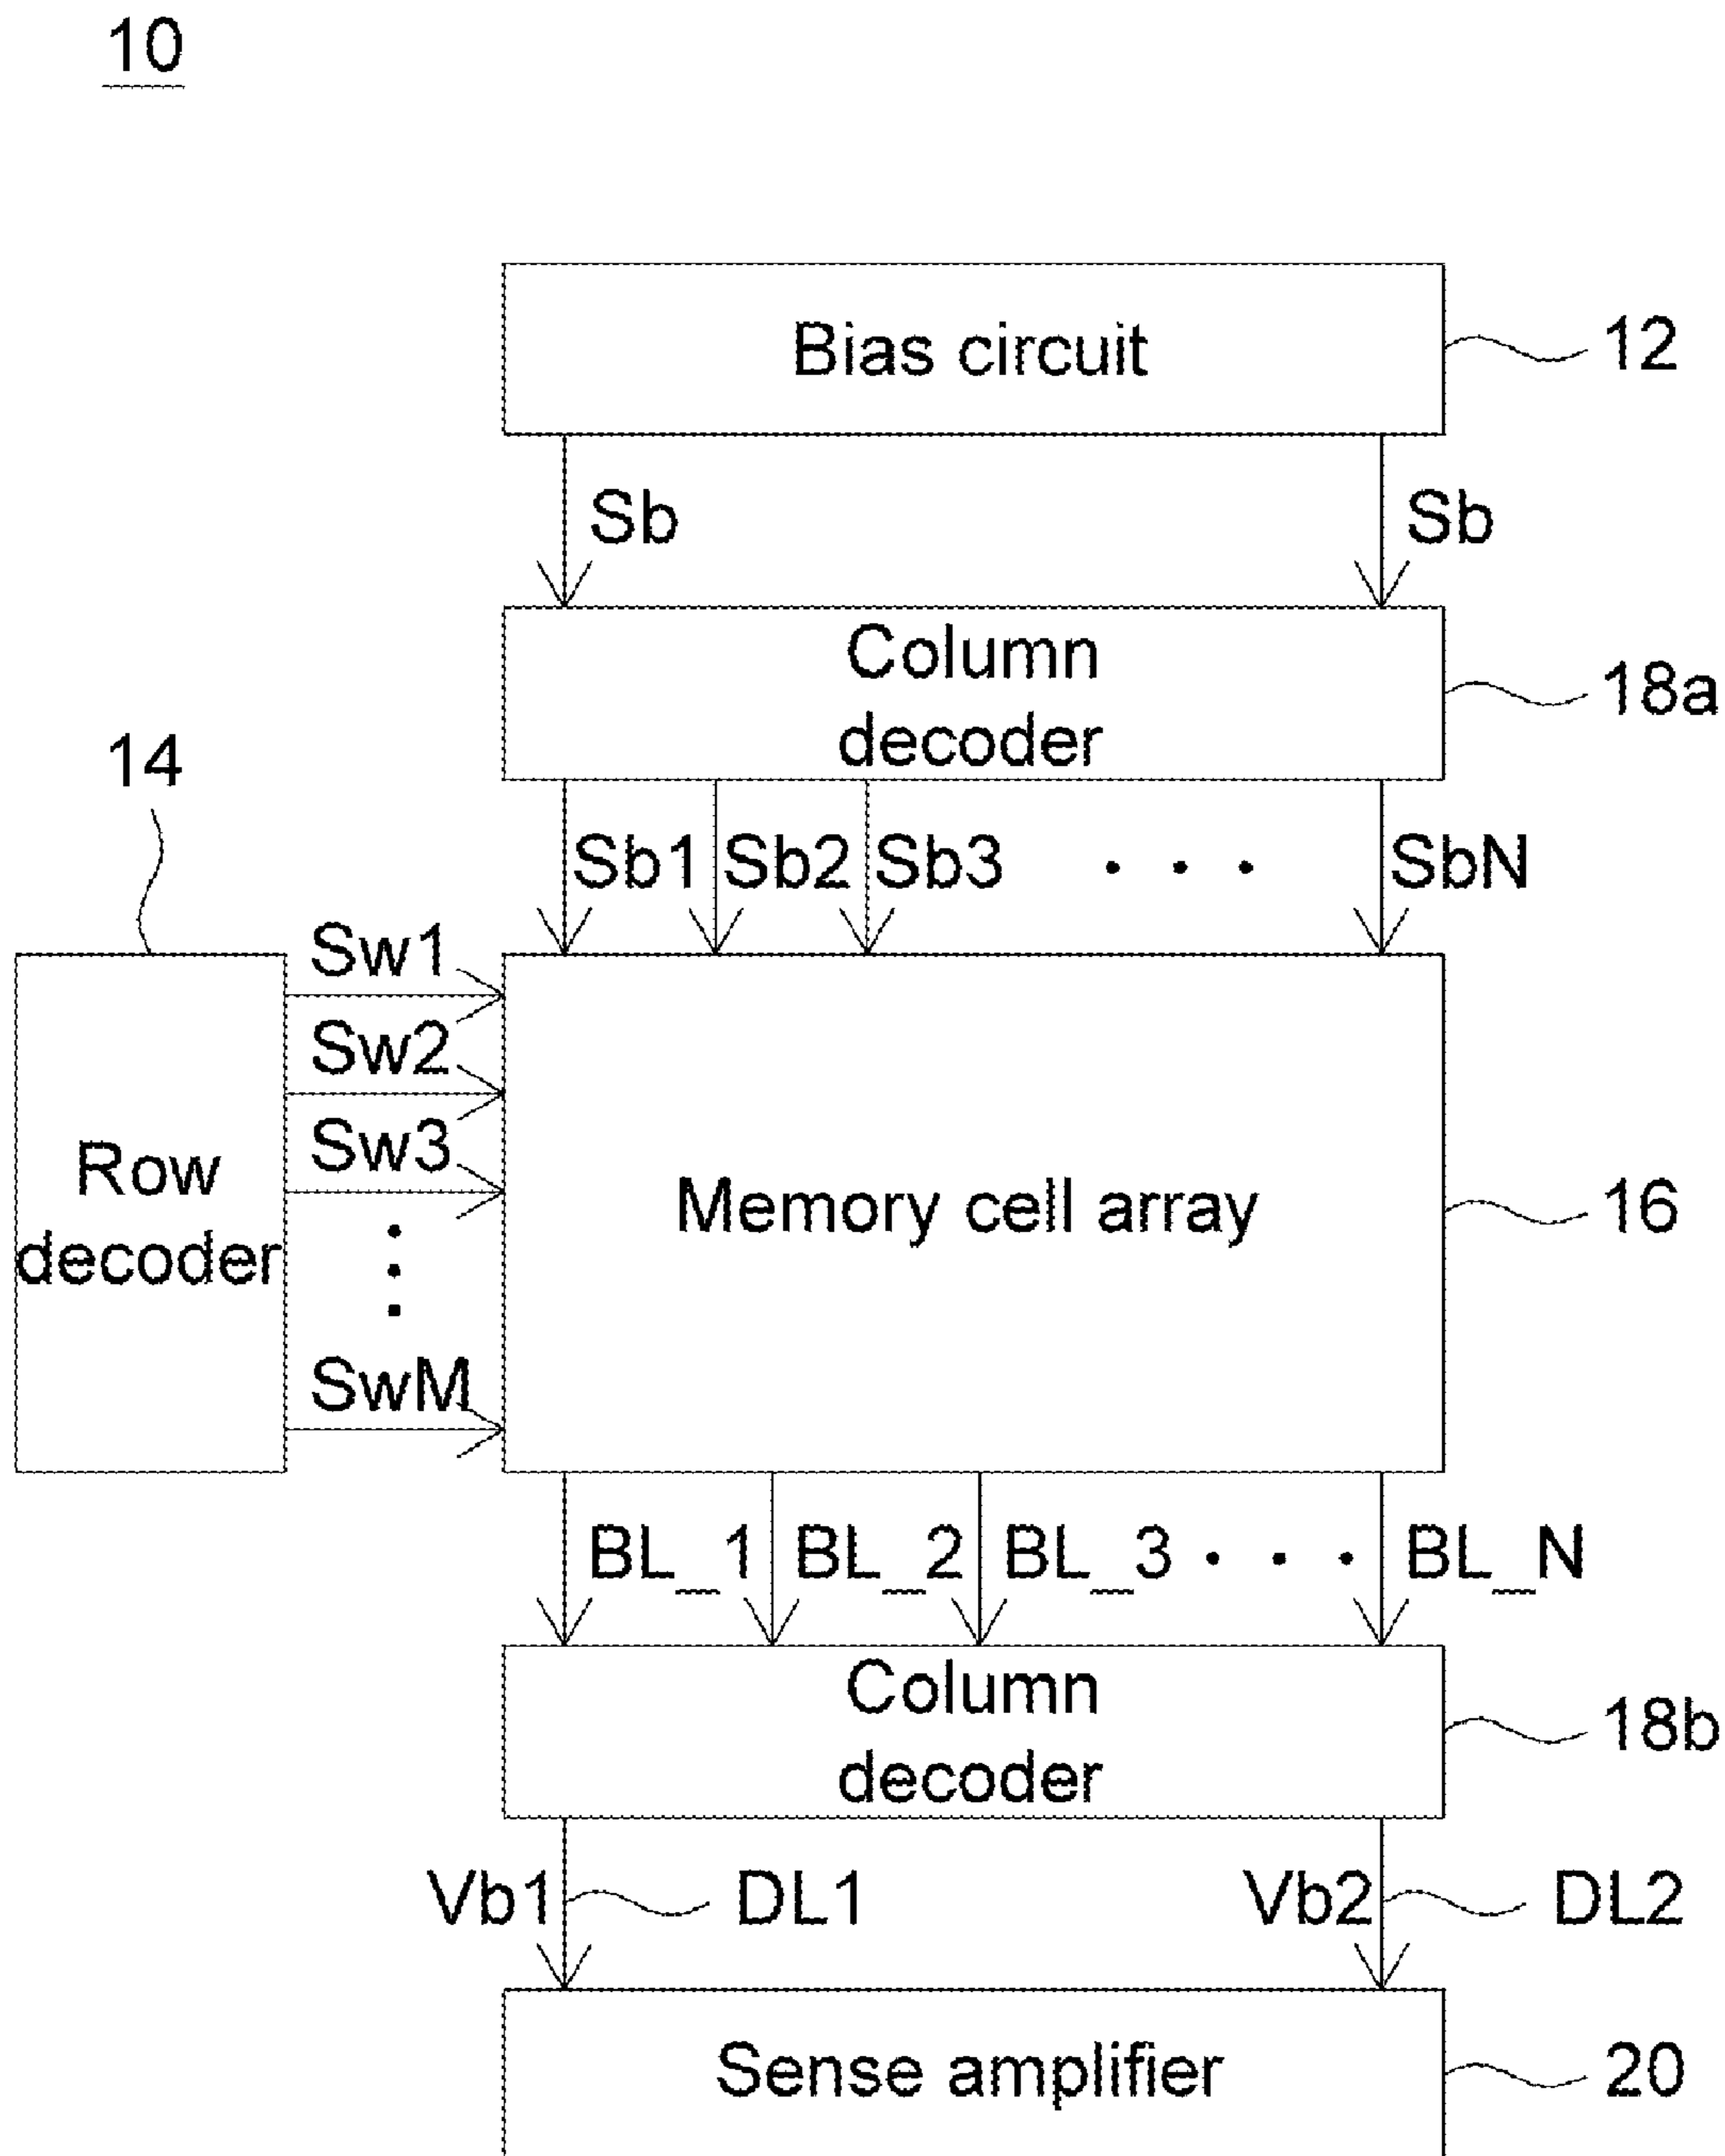 10
Bias circuit
12
Sb
Sb
Column
decoder
18a
14
Sb1 Sb2 Sb3 · · · SbN
Sw1
Sw2
Sw3
SwM
Row
decoder
Memory cell array
16
BL_1 BL_2 BL_3 · · · BL_N
Column
decoder
18b
Vb1 DL1 Vb2 DL2
Sense amplifier
20